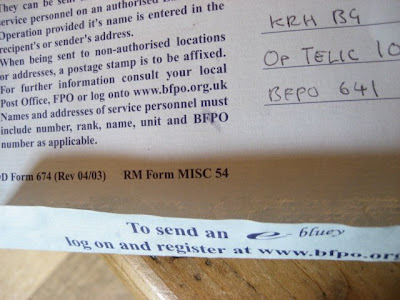 They can be sent
service personnel on an authorised
Operation provided it's name is entered in the
recipent's or sender's address.
When being sent to non-authorised locations
or addresses, a postage stamp is to be affixed.
For further information consult your local
Post Office, FPO or log onto www.bfpo.org.uk
Names and addresses of service personnel must
include number, rank, name, unit and BFPO
number as applicable.
KRH BG
OP TELIC 10
BFPO 641
D Form 674 (Rev 04/03) RM Form MISC 54
To send an e-bluey
log on and register at www.bfpo.org